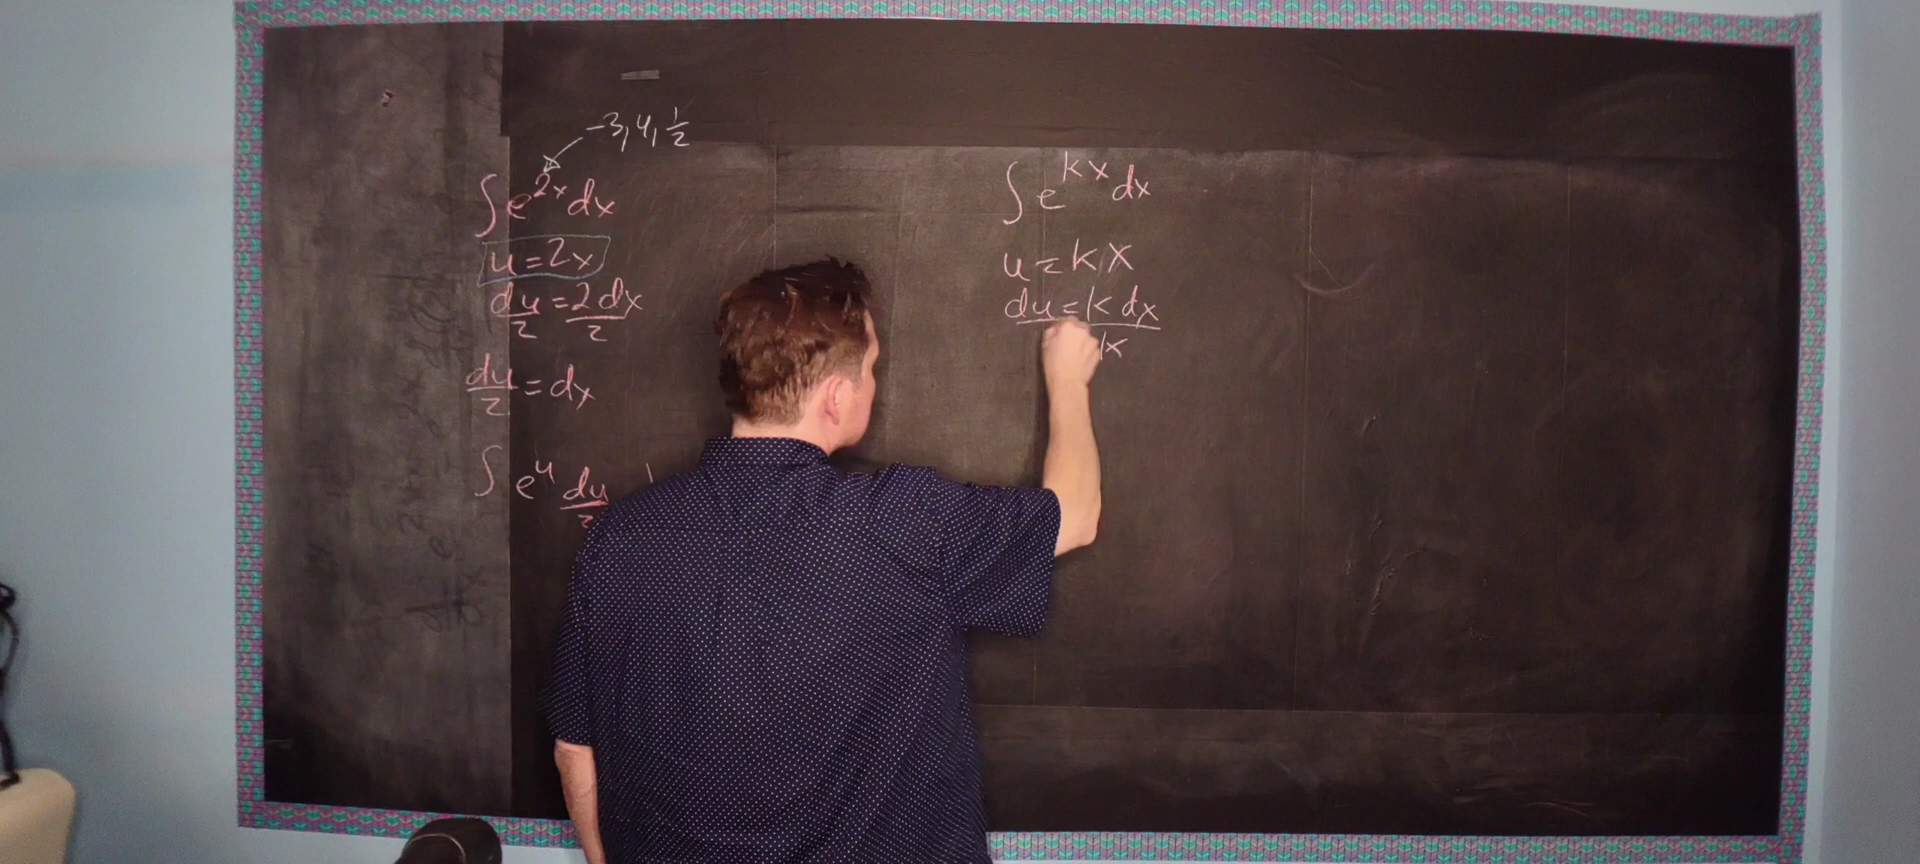 -3, 4, 1/2
∫ e^{2x} dx
u = 2x
du/2 = 2dx/2
du/2 = dx
∫ e^u du/2
∫ e^{kx} dx
u = kx
du = k dx
k